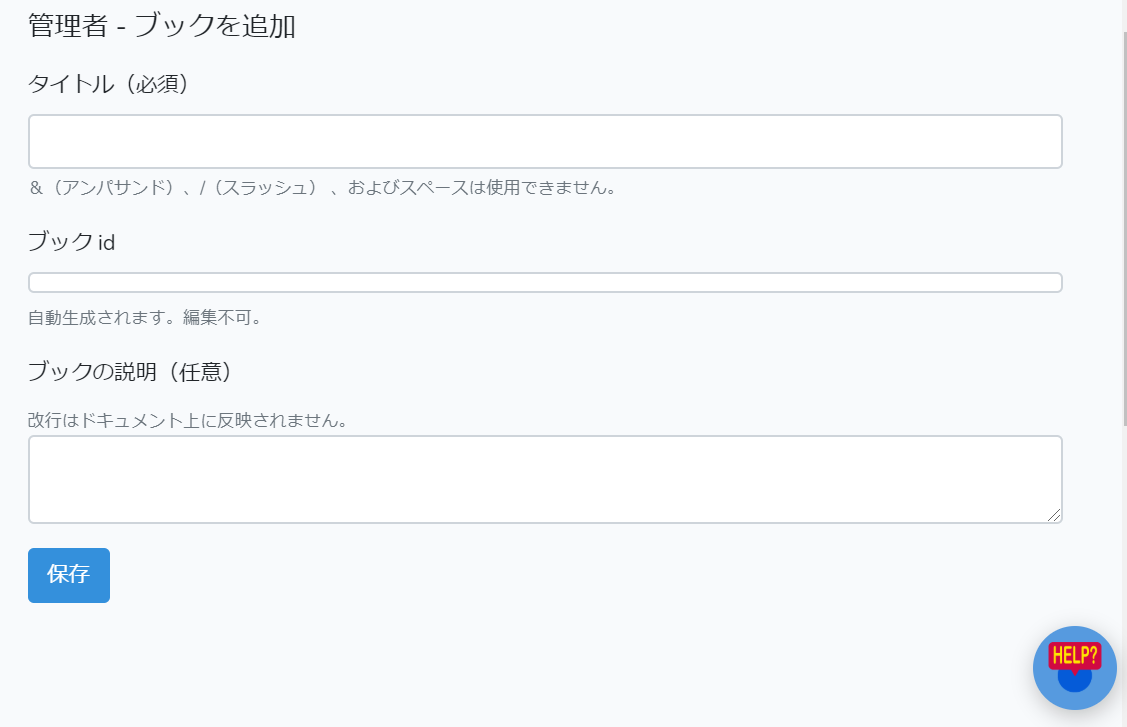 管理者 - ブックを追加
タイトル（必須）
＆（アンパサンド）、/（スラッシュ） 、およびスペースは使用できません。
ブック id
自動生成されます。編集不可。
ブックの説明（任意）
改行はドキュメント上に反映されません。
保存
HELP?